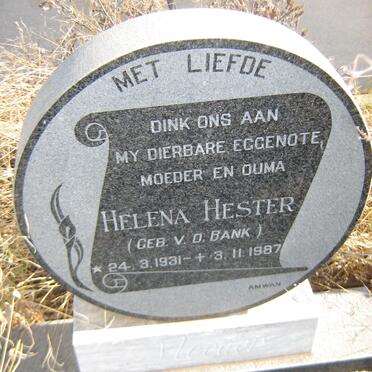 MET LIEFDE
DINK ONS AAN
MY DIERBARE EGGENOTE,
MOEDER EN OUMA
HELENA HESTER
(GEB. V. D. BANK)
* 24. 3. 1931 - + 3. 11. 1987
AMWAN